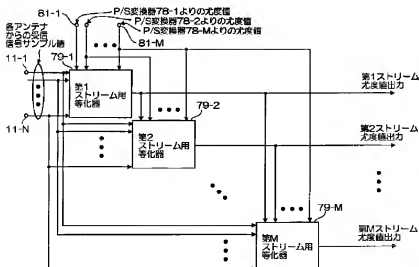 81-1
P/S変換器78-1よりの尤度値
P/S変換器78-2よりの尤度値
P/S変換器78-Mよりの尤度値
81-M
各アンテナ
からの受信
信号サンプル値
79-1
11-1
11-N
第1
ストリーム用
等化器
第1ストリーム
尤度値出力
79-2
第2
ストリーム用
等化器
第2ストリーム
尤度値出力
79-M
第M
ストリーム用
等化器
第Mストリーム
尤度値出力